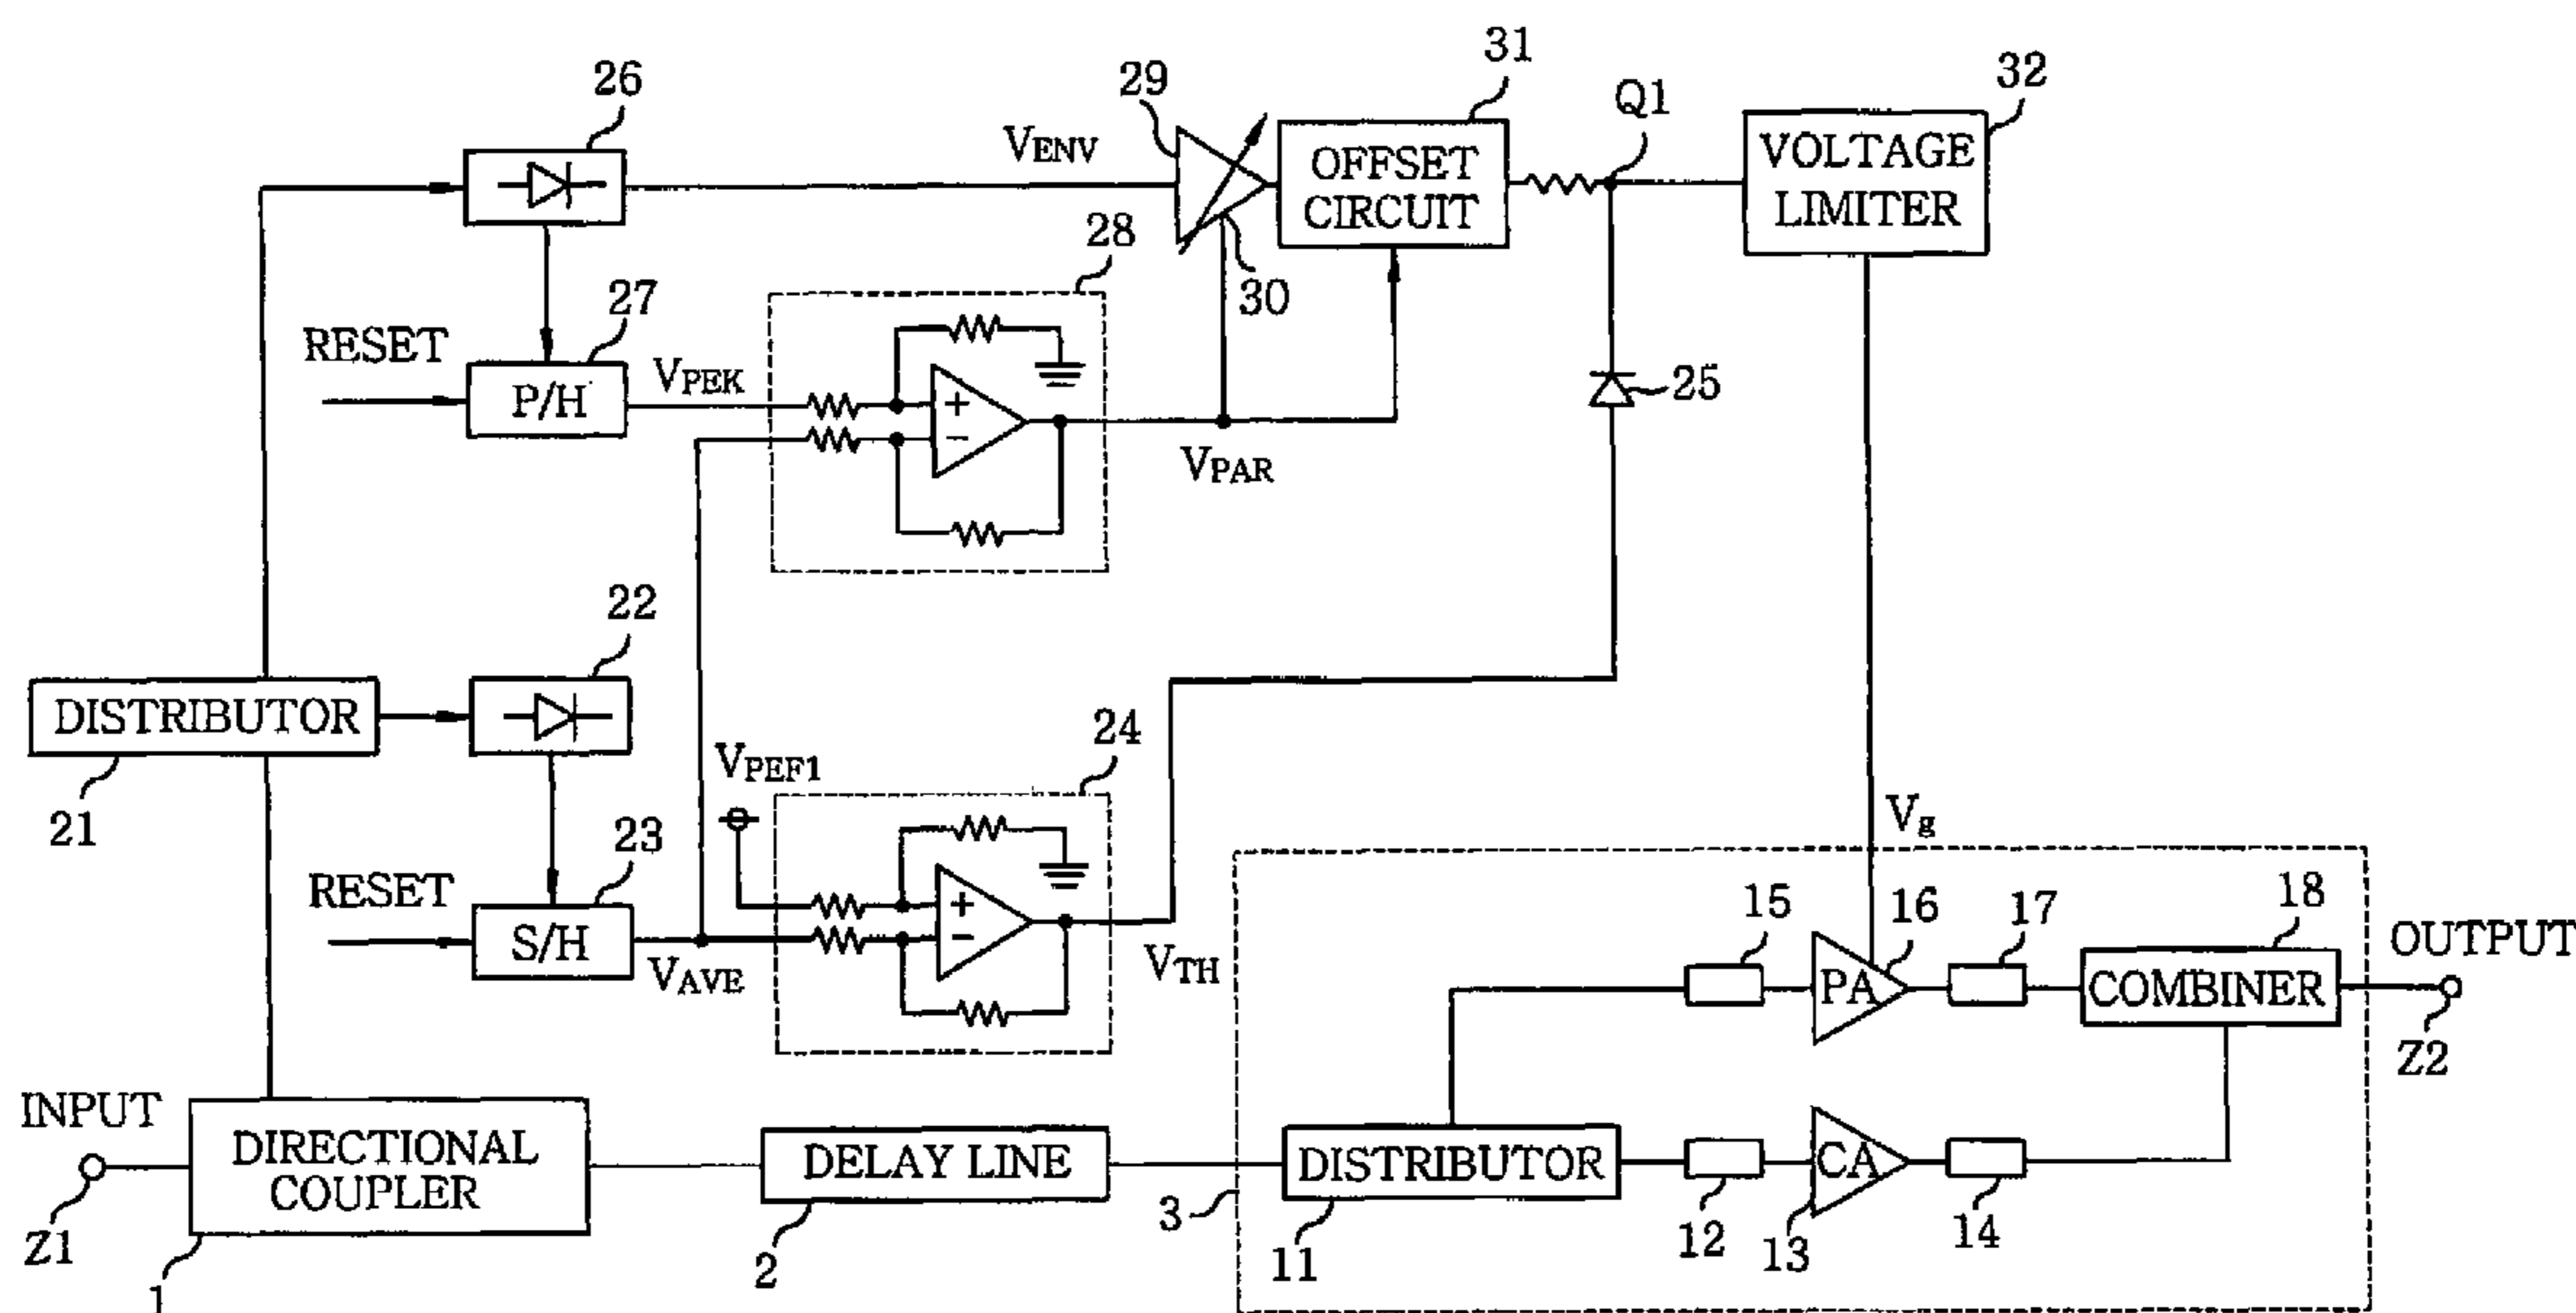 31
26
29
Q1
32
VENV
OFFSET
CIRCUIT
VOLTAGE
LIMITER
28
27
30
RESET
VPEK
P/H
+
−
25
VPAR
22
DISTRIBUTOR
24
VPEF1
21
23
Vg
RESET
18
15
16
17
+
−
OUTPUT
S/H
VAVE
VTH
PA
COMBINER
Z2
INPUT
DIRECTIONAL
COUPLER
DELAY LINE
DISTRIBUTOR
CA
3
Z1
12
13
14
2
11
1